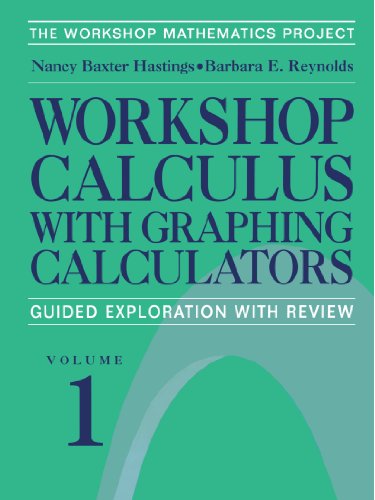 THE WORKSHOP MATHEMATICS PROJECT
Nancy Baxter Hastings•Barbara E. Reynolds
WORKSHOP
CALCULUS
WITH GRAPHING
CALCULATORS
GUIDED EXPLORATION WITH REVIEW
VOLUME
1